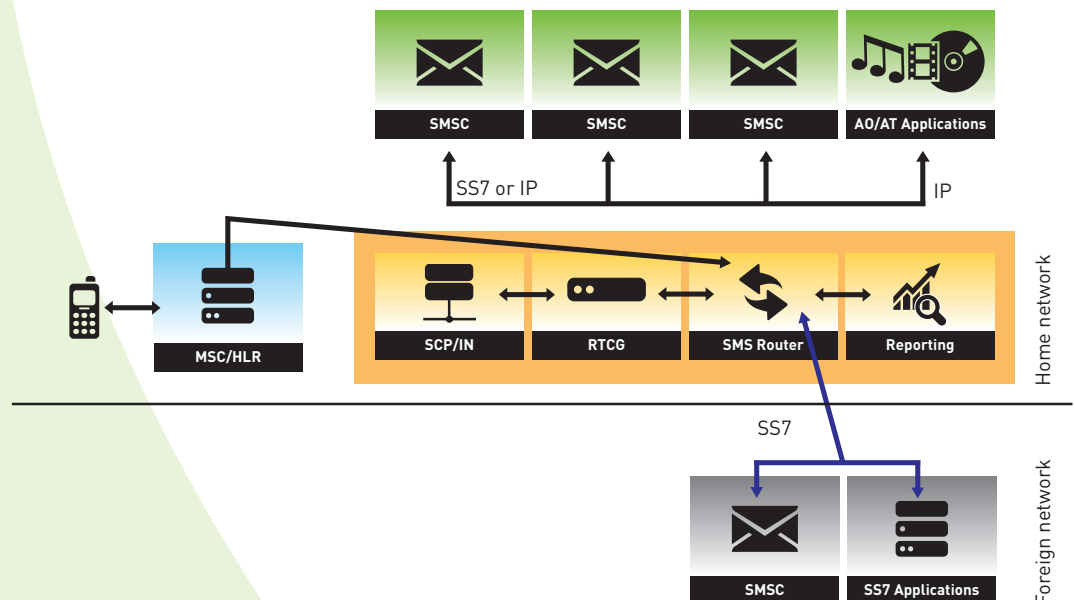 SMSC
SMSC
SMSC
AO/AT Applications
SS7 or IP
IP
MSC/HLR
SCP/IN
RTCG
SMS Router
Reporting
Home network
SS7
SMSC
SS7 Applications
Foreign network